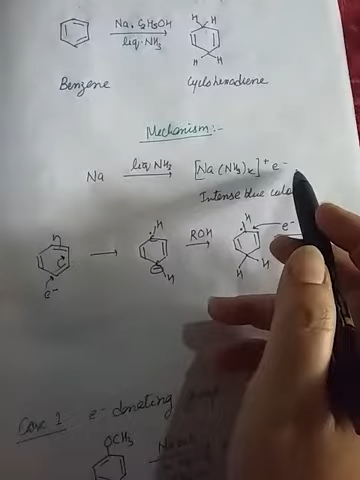 Na, C₂H₅OH
liq. NH₃
H H
H H
Benzene Cyclohexadiene
Mechanism:-
Na liq. NH₃ [Na (NH₃)x]⁺ e⁻
Intense blue
H H H e⁻
ROH
e⁻ H H
Case 1 e⁻ donating
OCH₃